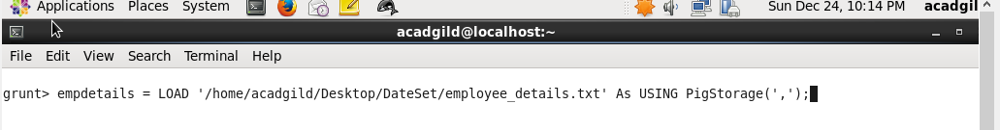 Applications Places System Sun Dec 24, 10:14 PM acadgil
acadgild@localhost:~
File Edit View Search Terminal Help
grunt> empdetails = LOAD '/home/acadgild/Desktop/DateSet/employee_details.txt' As USING PigStorage(',');